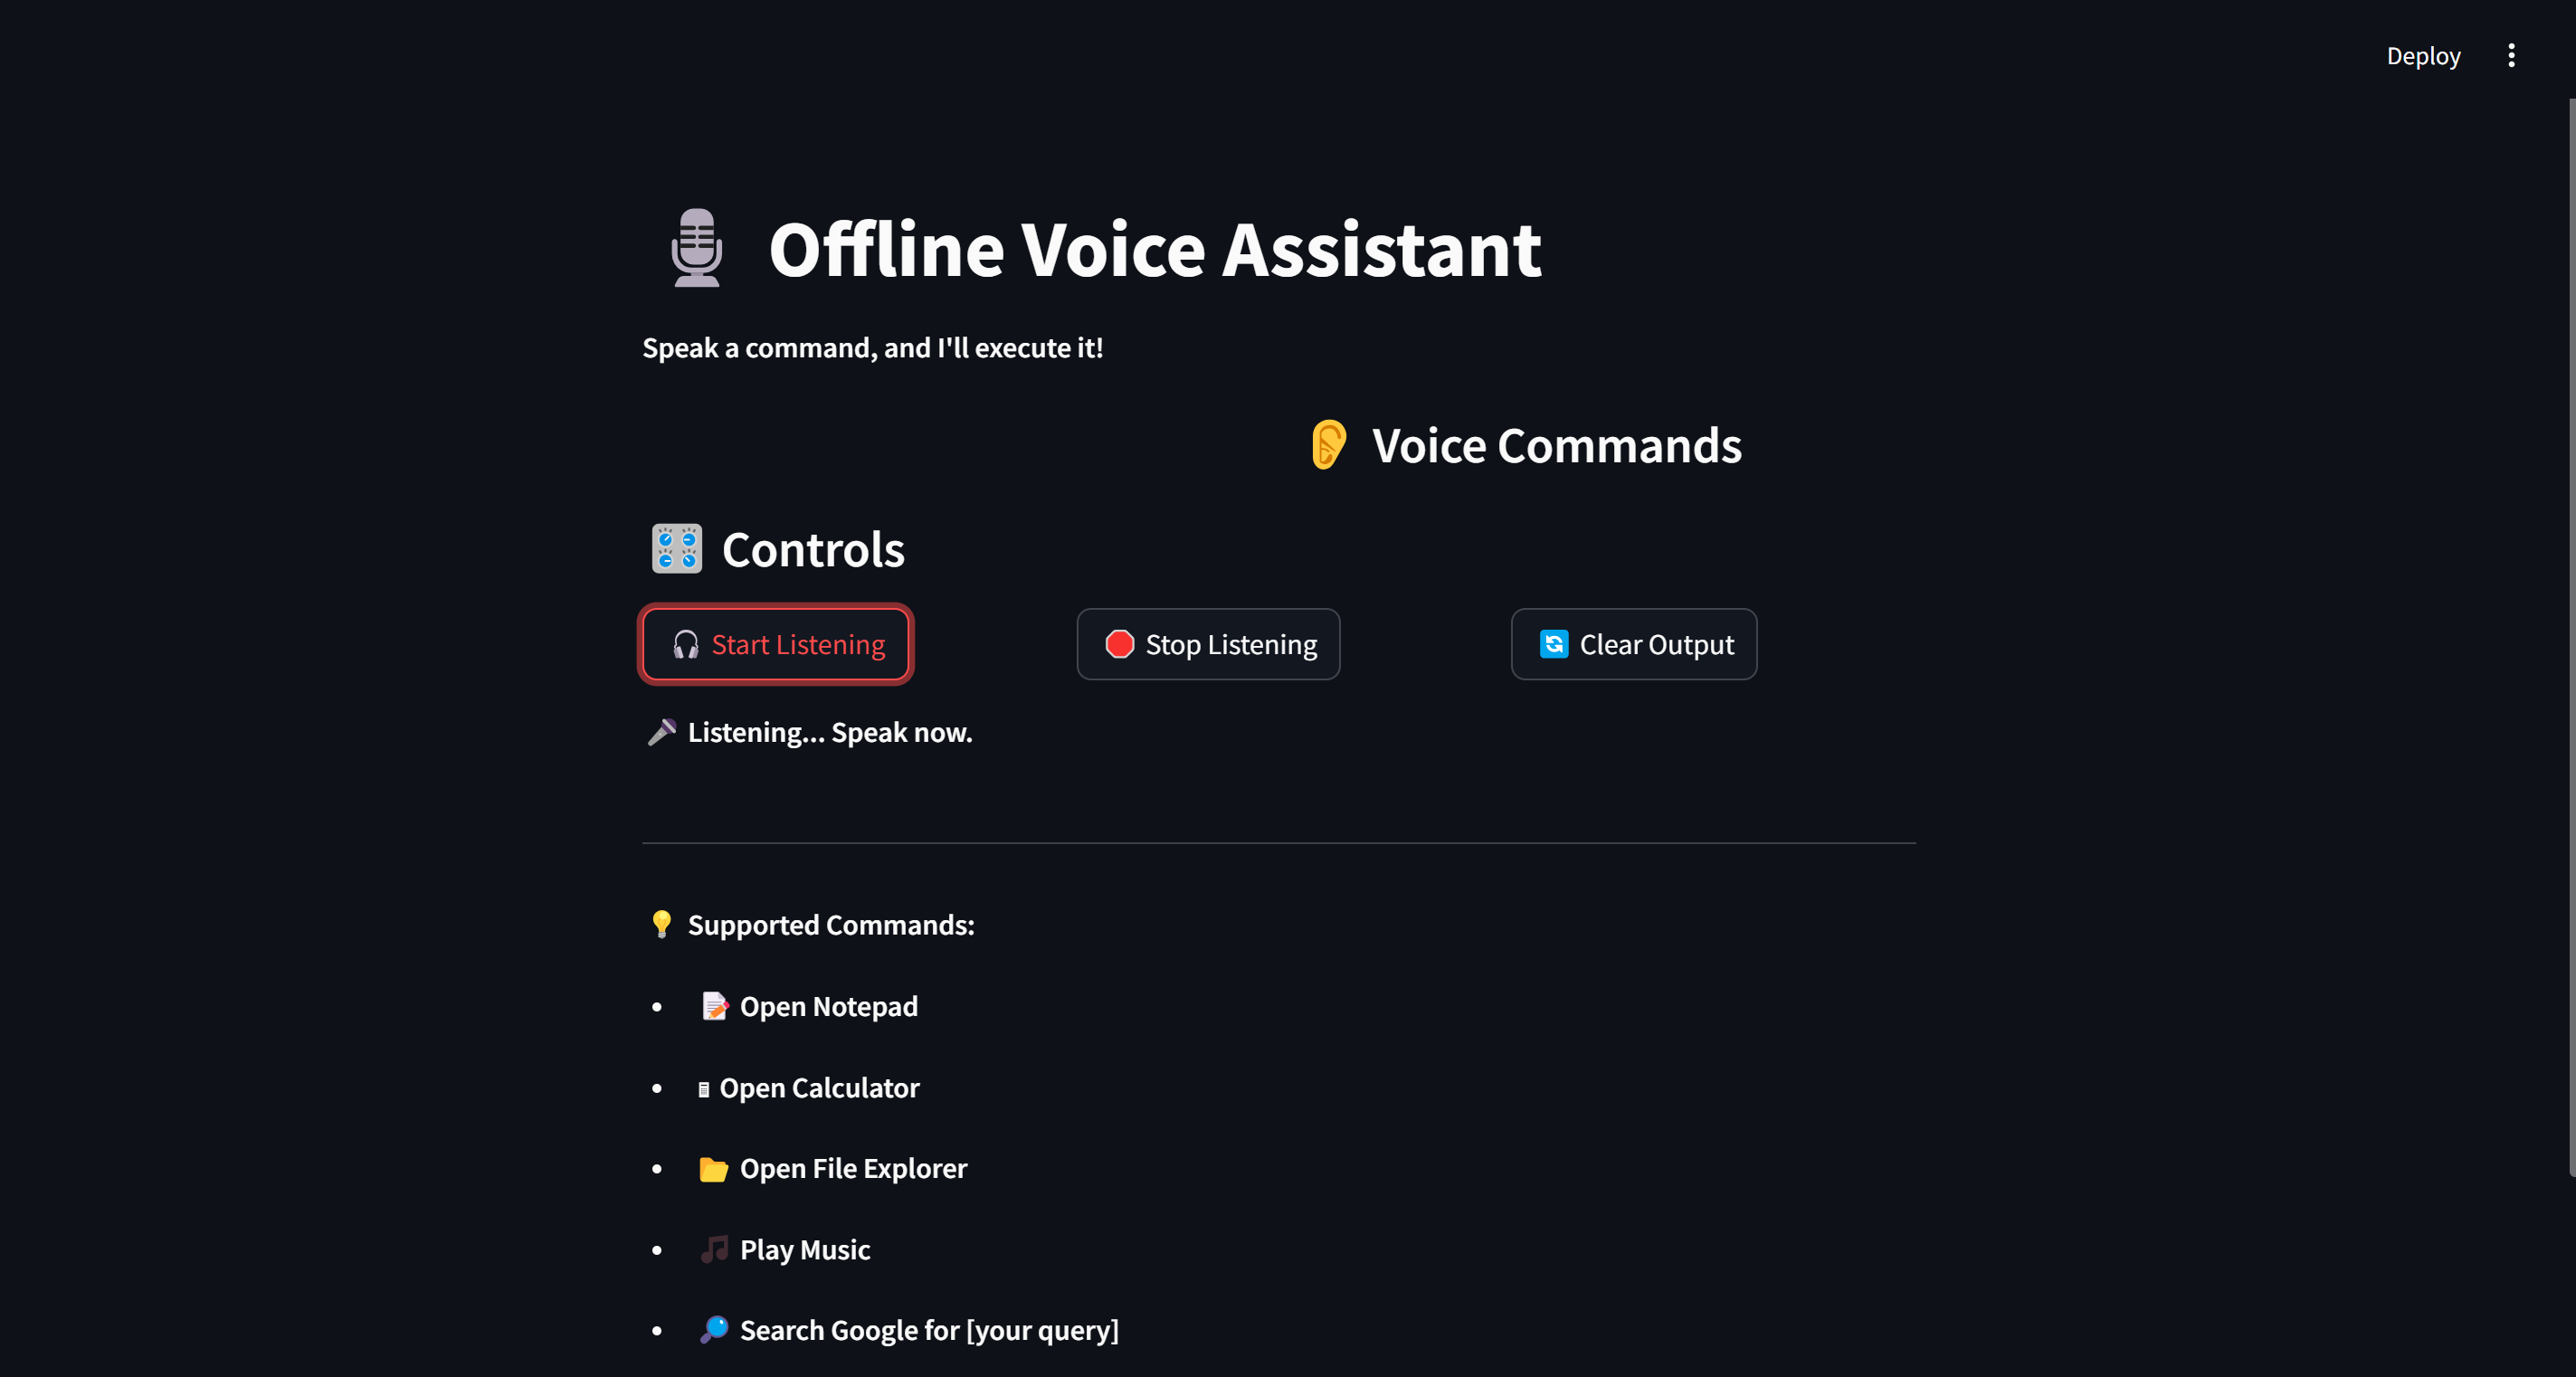 Deploy
Offline Voice Assistant
Speak a command, and I'll execute it!
Voice Commands
Controls
Start Listening
Stop Listening
Clear Output
Listening... Speak now.
Supported Commands:
Open Notepad
Open Calculator
Open File Explorer
Play Music
Search Google for [your query]